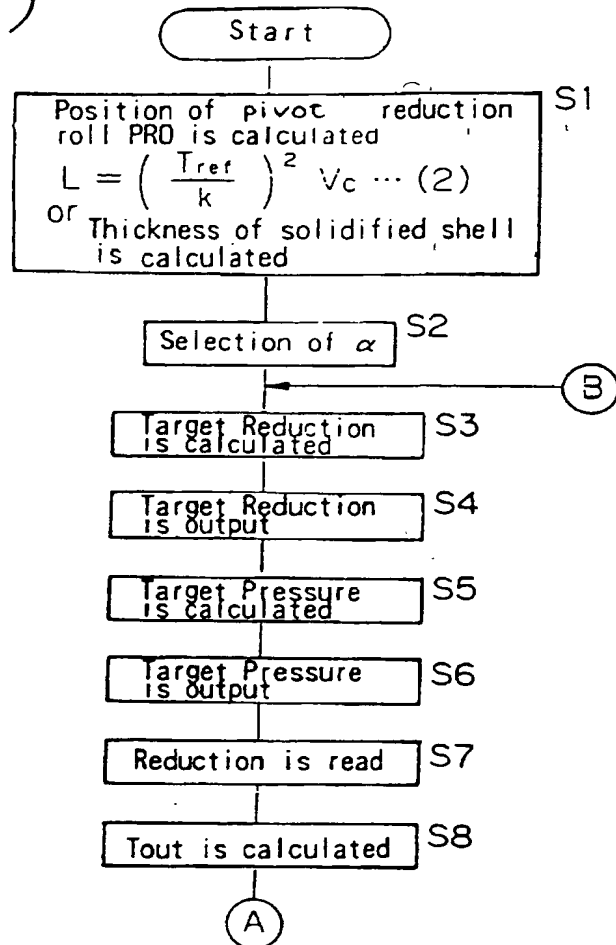 Start
S1
Position of pivot reduction
roll PRO is calculated
L = ( Tref / k )² Vc ... (2)
or Thickness of solidified shell
is calculated
Selection of α S2
B
Target Reduction
is calculated
S3
Target Reduction
is output
S4
Target Pressure
is calculated
S5
Target Pressure
is output
S6
Reduction is read S7
Tout is calculated S8
A